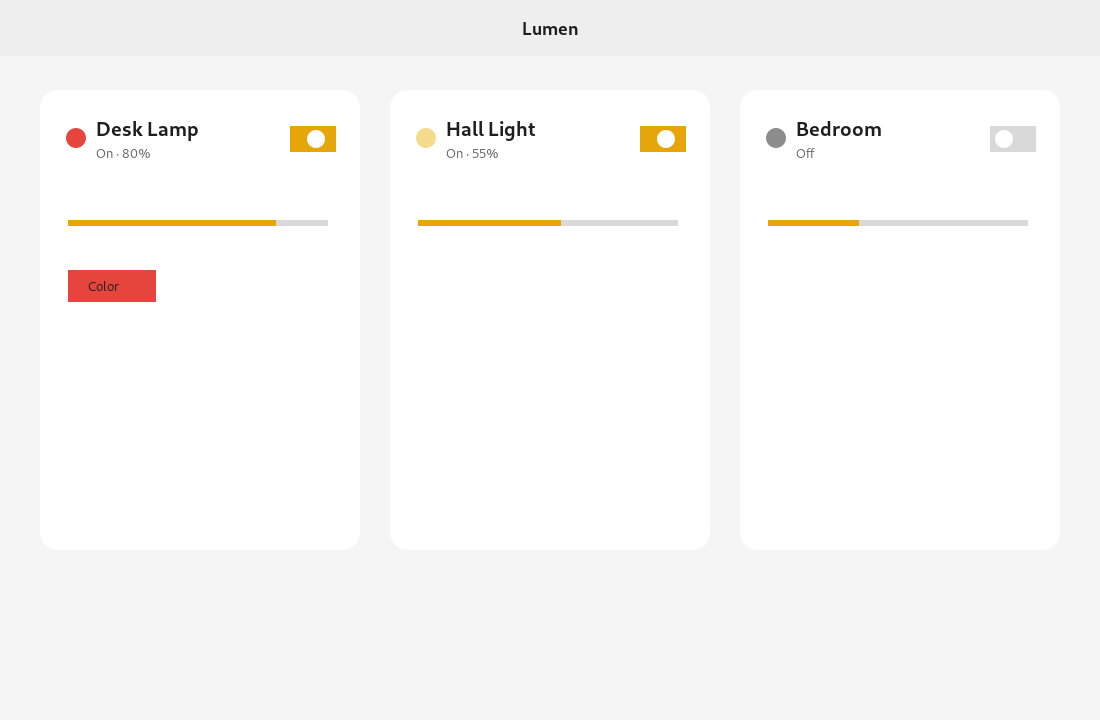 Lumen
Desk Lamp
On · 80%
Color
Hall Light
On · 55%
Bedroom
Off